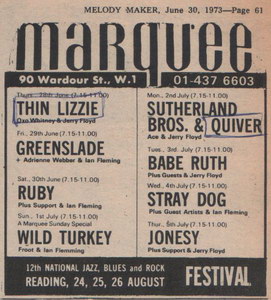 MELODY MAKER, June 30, 1973—Page 61
marquee
90 Wardour St., W.1
01-437 6603
Thurs. 28th June (7.15-11.00)
THIN LIZZIE
Dan Whitney & Jerry Floyd
Fri. 29th June (7.15-11.00)
GREENSLADE
+ Adrienne Webber & Ian Fleming
Sat., 30th June (7.15-11.00)
RUBY
Plus Support & Ian Fleming
Sun., 1st July (7.15-11.00)
A Marquee Sunday Special
WILD TURKEY
Froot & Ian Flemming
Mon., 2nd July (7.15-11.00)
SUTHERLAND
BROS. & QUIVER
Ace & Jerry Floyd
Tues., 3rd July (7.15-11.00)
BABE RUTH
Plus Guests & Jerry Floyd
Wed., 4th July (7.15-11.00)
STRAY DOG
Plus Guest Artists & Ian Fleming
Thur., 5th July (7.15-11.00)
JONESY
Plus Support & Jerry Floyd
12th NATIONAL JAZZ, BLUES and ROCK
READING, 24, 25, 26 AUGUST
FESTIVAL